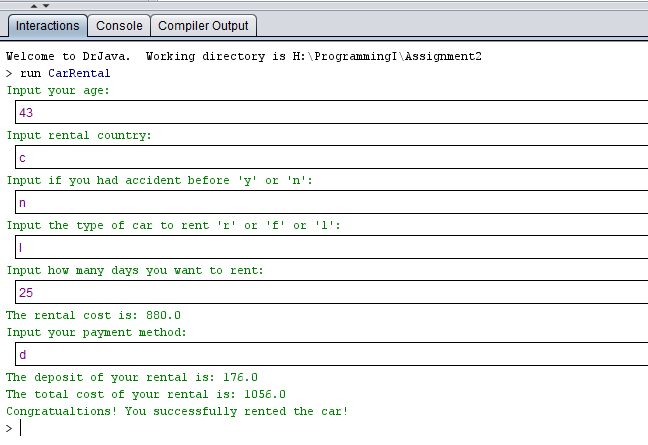 Interactions Console Compiler Output
Welcome to DrJava.  Working directory is H:\ProgrammingI\Assignment2
> run CarRental
Input your age:
43
Input rental country:
c
Input if you had accident before 'y' or 'n':
n
Input the type of car to rent 'r' or 'f' or 'l':
l
Input how many days you want to rent:
25
The rental cost is: 880.0
Input your payment method:
d
The deposit of your rental is: 176.0
The total cost of your rental is: 1056.0
Congratualtions! You successfully rented the car!
>